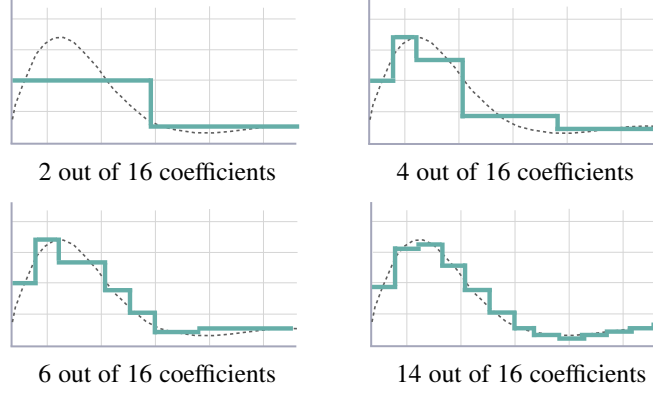 2 out of 16 coefficients
4 out of 16 coefficients
6 out of 16 coefficients
14 out of 16 coefficients